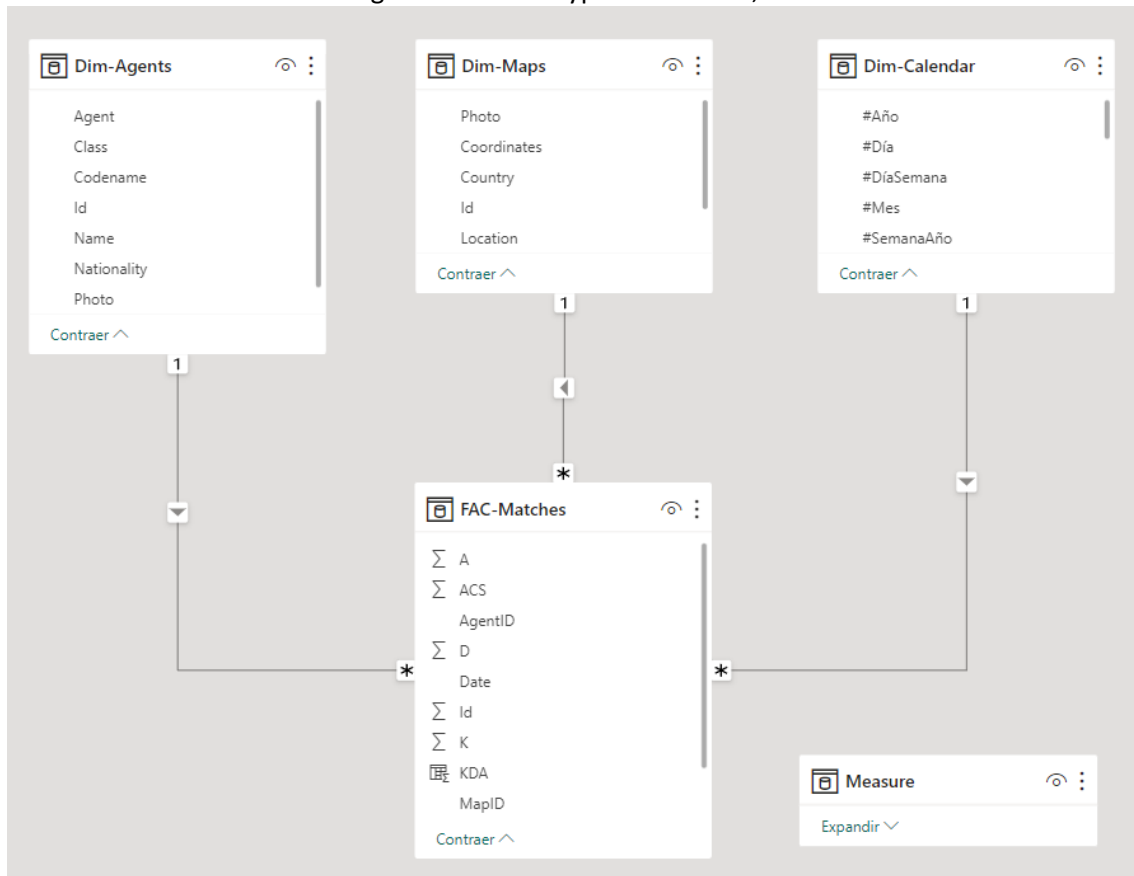 Dim-Agents
Agent
Class
Codename
Id
Name
Nationality
Photo
Contraer
Dim-Maps
Photo
Coordinates
Country
Id
Location
Contraer
Dim-Calendar
#Año
#Día
#DíaSemana
#Mes
#SemanaAño
Contraer
1
1
1
*
*
*
FAC-Matches
Σ A
Σ ACS
AgentID
Σ D
Date
Σ Id
Σ K
KDA
MapID
Contraer
Measure
Expandir